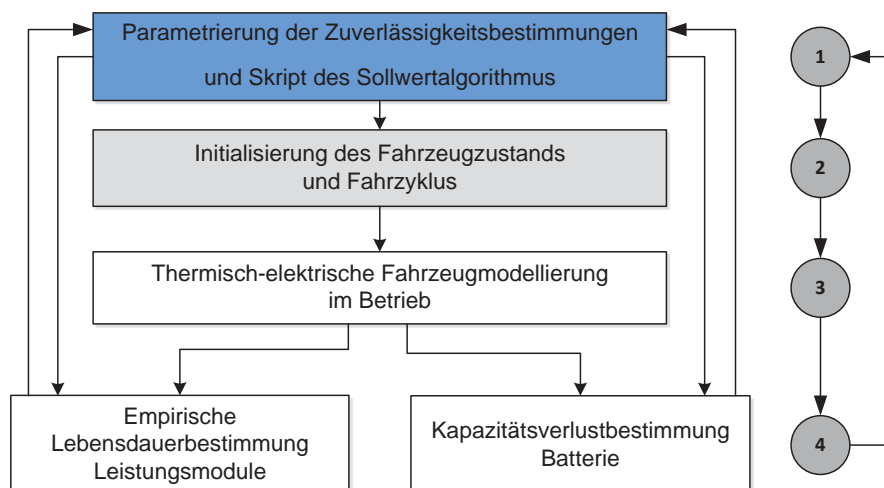 Parametrierung der Zuverlässigkeitsbestimmungen
und Skript des Sollwertalgorithmus
1
Initialisierung des Fahrzeugzustands
und Fahrzyklus
2
Thermisch-elektrische Fahrzeugmodellierung
im Betrieb
3
Empirische
Lebensdauerbestimmung
Leistungsmodule
Kapazitätsverlustbestimmung
Batterie
4